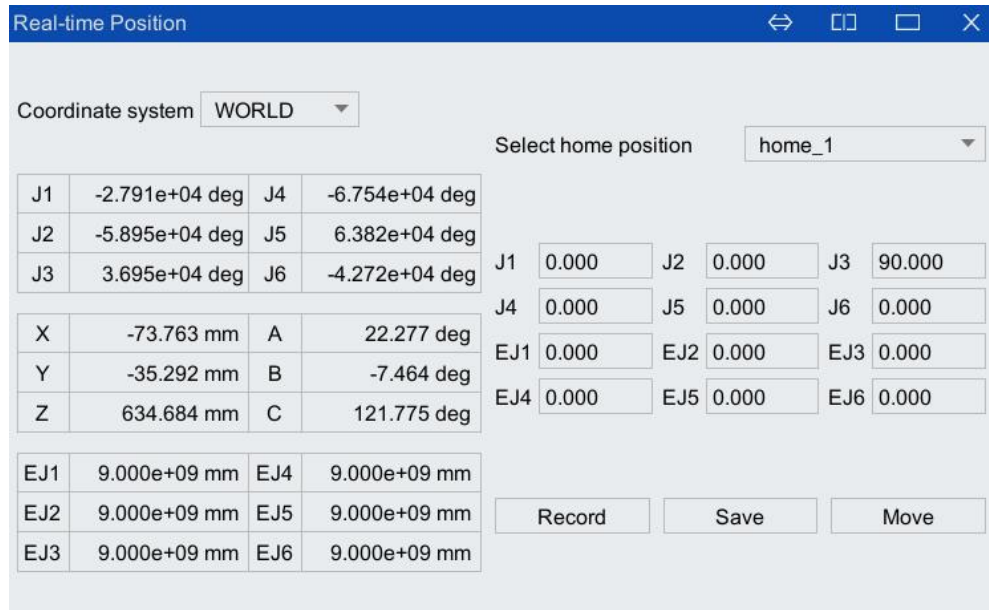 Real-time Position
Coordinate system WORLD
Select home position home_1
J1 -2.791e+04 deg J4 -6.754e+04 deg
J2 -5.895e+04 deg J5 6.382e+04 deg
J3 3.695e+04 deg J6 -4.272e+04 deg
X -73.763 mm A 22.277 deg
Y -35.292 mm B -7.464 deg
Z 634.684 mm C 121.775 deg
EJ1 9.000e+09 mm EJ4 9.000e+09 mm
EJ2 9.000e+09 mm EJ5 9.000e+09 mm
EJ3 9.000e+09 mm EJ6 9.000e+09 mm
J1 0.000 J2 0.000 J3 90.000
J4 0.000 J5 0.000 J6 0.000
EJ1 0.000 EJ2 0.000 EJ3 0.000
EJ4 0.000 EJ5 0.000 EJ6 0.000
Record Save Move